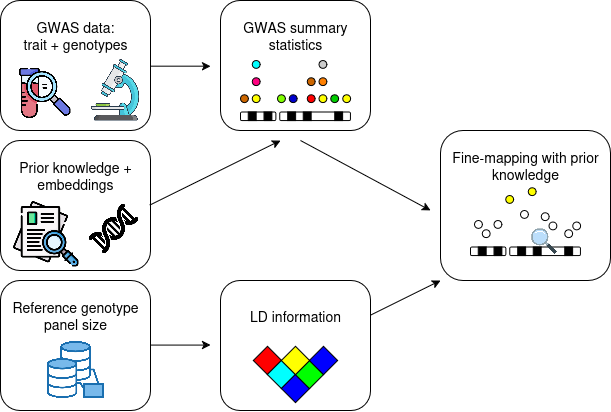 GWAS data:
trait + genotypes
GWAS summary
statistics
Prior knowledge +
embeddings
Fine-mapping with prior
knowledge
Reference genotype
panel size
LD information